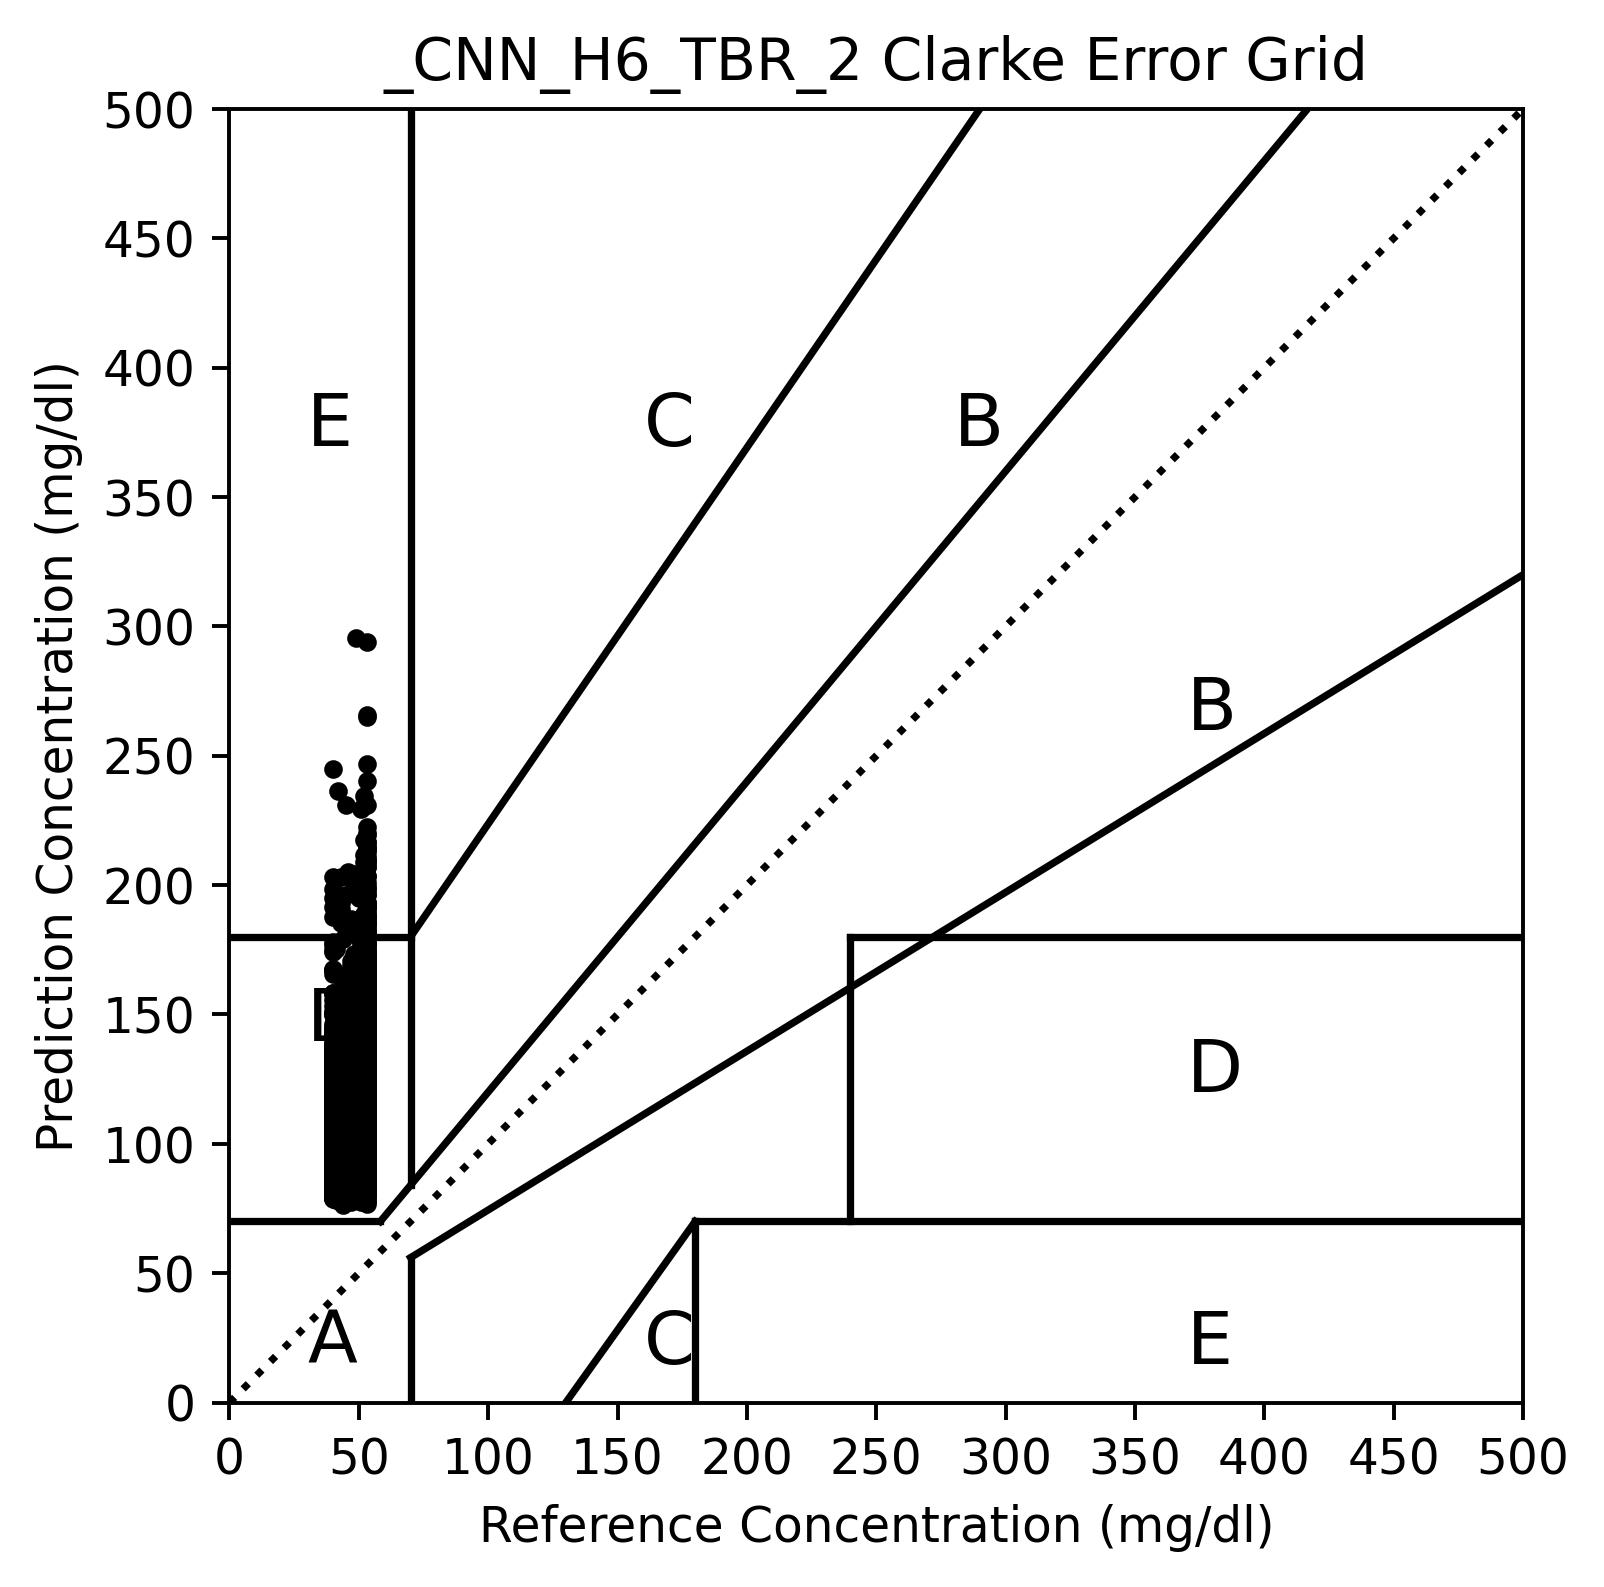 _CNN_H6_TBR_2 Clarke Error Grid
500
450
400
350
300
250
200
150
100
50
0
Prediction Concentration (mg/dl)
E
C
B
B
D
A
C
E
0 50 100 150 200 250 300 350 400 450 500
Reference Concentration (mg/dl)